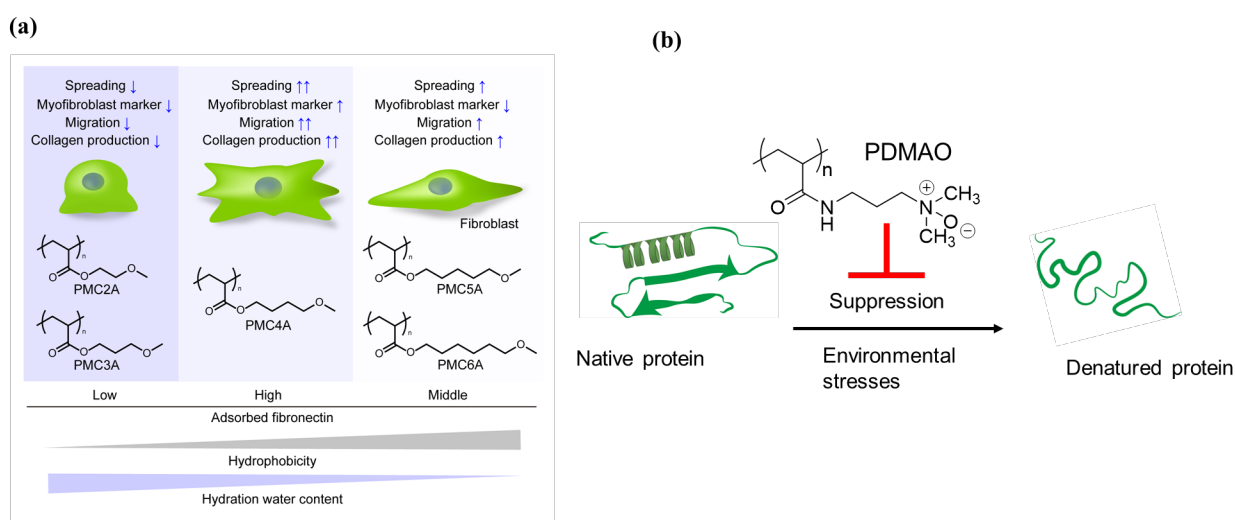 (a)
Spreading ↓
Myofibroblast marker ↓
Migration ↓
Collagen production ↓
Spreading ↑↑
Myofibroblast marker ↑
Migration ↑↑
Collagen production ↑↑
Spreading ↑
Myofibroblast marker ↓
Migration ↑
Collagen production ↑
Fibroblast
n
O
O
O
PMC2A
n
O
O
O
PMC3A
n
O
O
O
PMC4A
n
O
O
O
PMC5A
n
O
O
O
PMC6A
Low
High
Middle
Adsorbed fibronectin
Hydrophobicity
Hydration water content
(b)
n
PDMAO
O
N
H
N
+
CH3
O
−
CH3
Suppression
Native protein
Environmental
stresses
Denatured protein